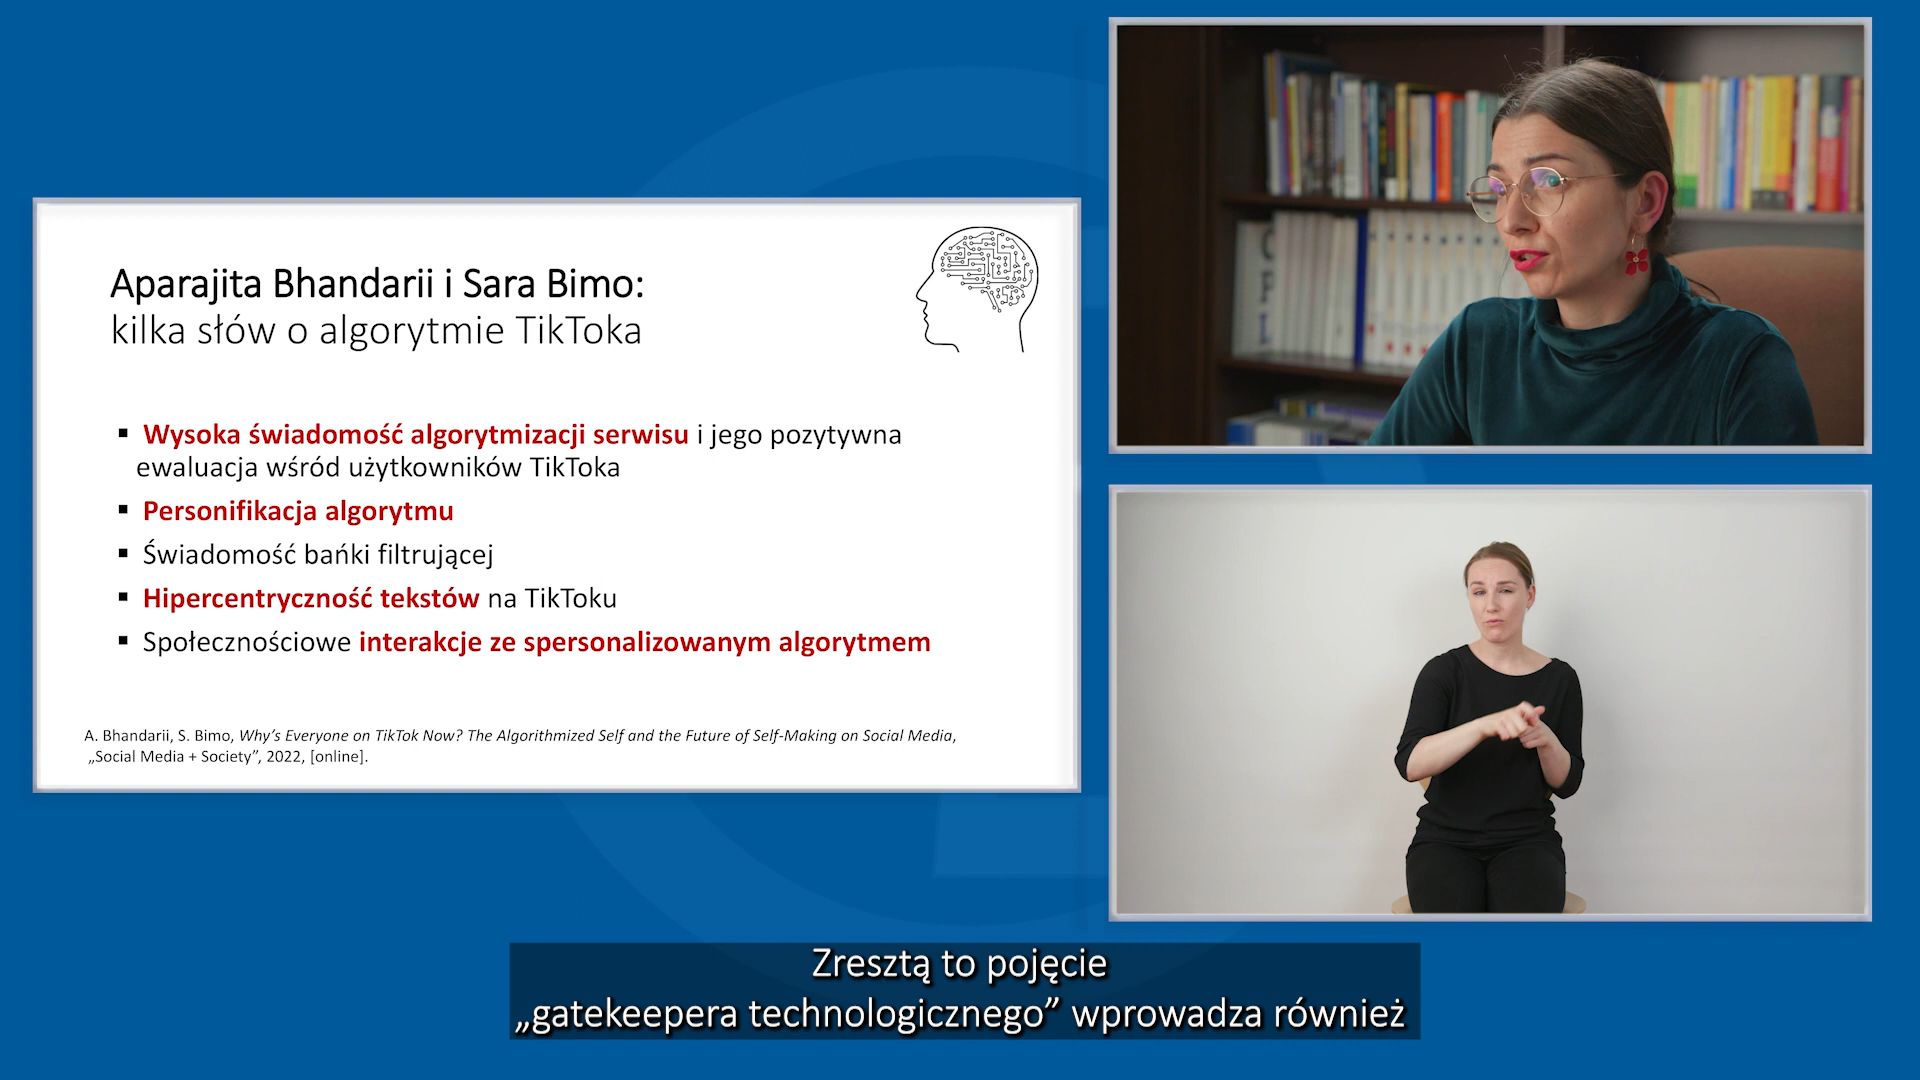 Aparajita Bhandarii i Sara Bimo:
kilka słów o algorytmie TikToka
▪ Wysoka świadomość algorytmizacji serwisu i jego pozytywna
ewaluacja wśród użytkowników TikToka
▪ Personifikacja algorytmu
▪ Świadomość bańki filtrującej
▪ Hipercentryczność tekstów na TikToku
▪ Społecznościowe interakcje ze spersonalizowanym algorytmem
A. Bhandarii, S. Bimo, Why’s Everyone on TikTok Now? The Algorithmized Self and the Future of Self-Making on Social Media,
„Social Media + Society”, 2022, [online].
Zresztą to pojęcie
„gatekeepera technologicznego” wprowadza również